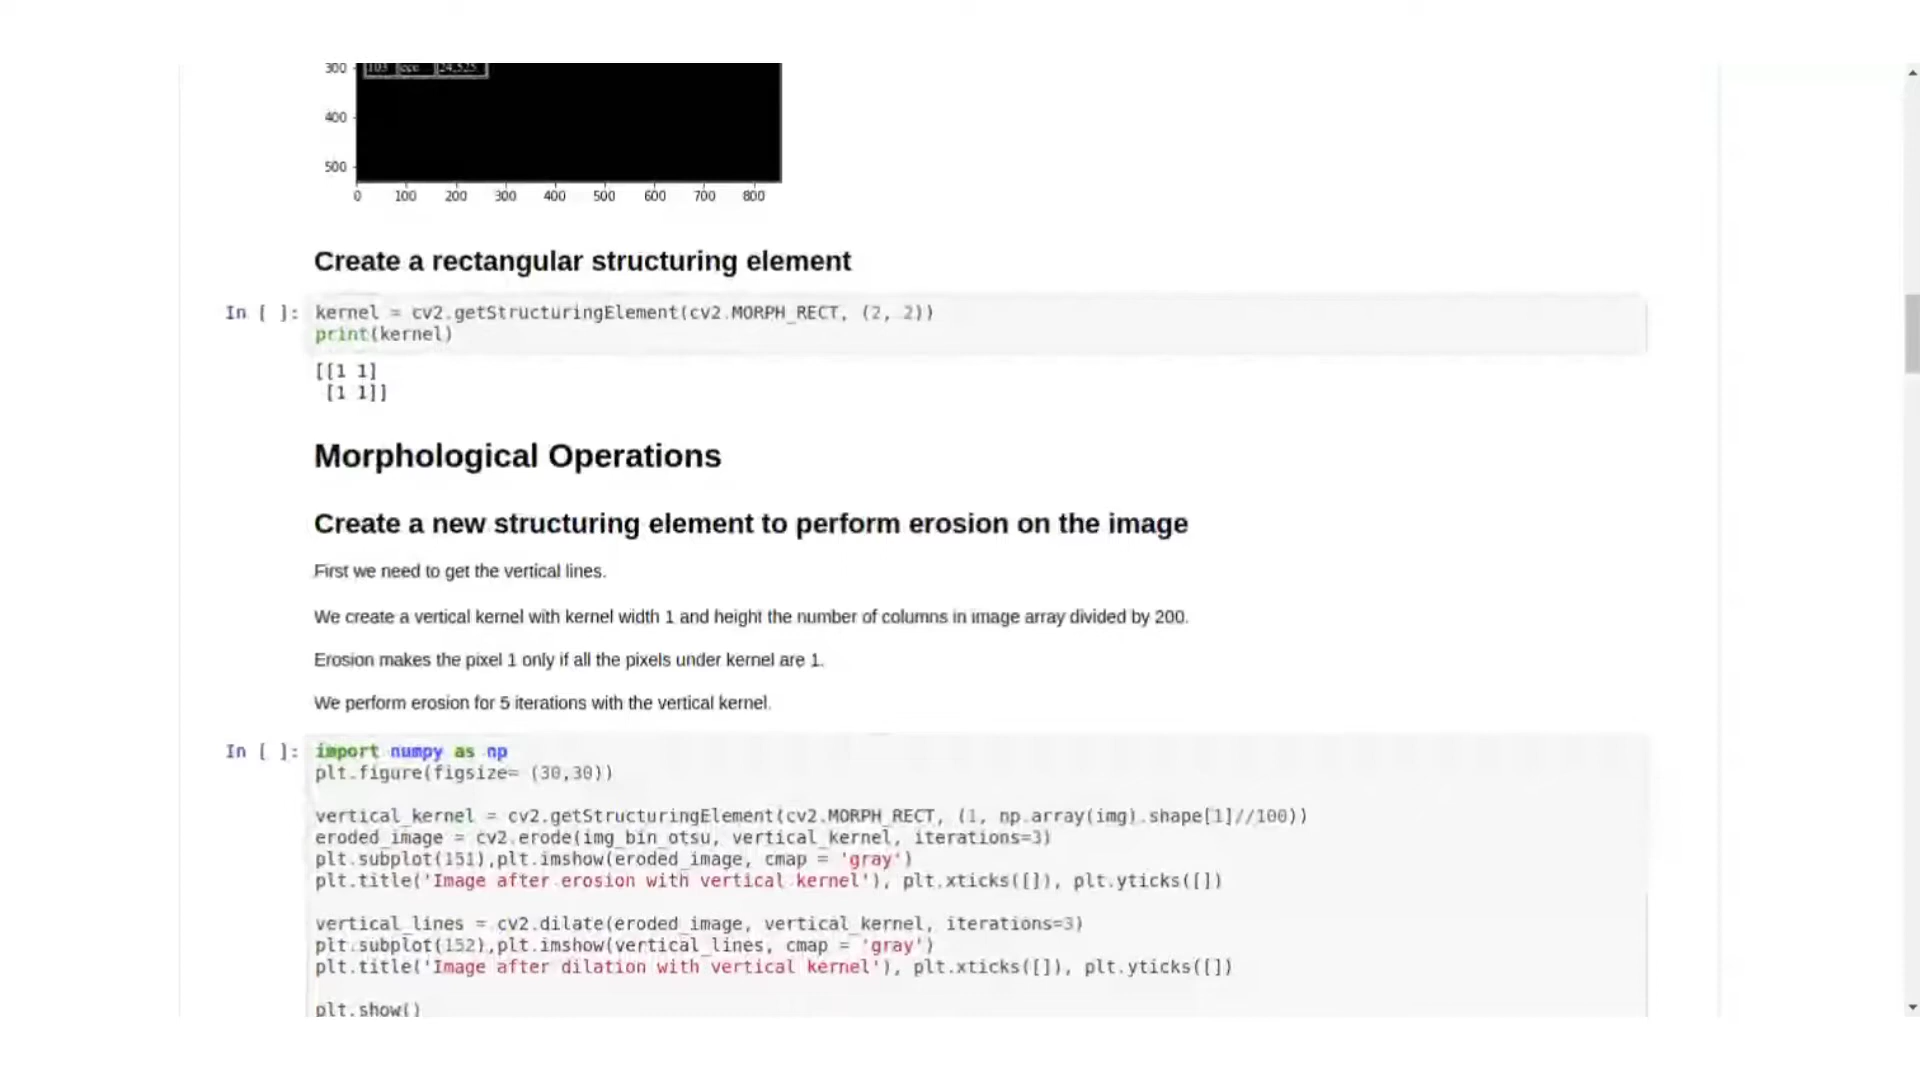 300
103 ccc 24,525.
400
500
0 100 200 300 400 500 600 700 800
Create a rectangular structuring element
In [ ]: kernel = cv2.getStructuringElement(cv2.MORPH_RECT, (2, 2))
print(kernel)
[[1 1]
[1 1]]
Morphological Operations
Create a new structuring element to perform erosion on the image
First we need to get the vertical lines.
We create a vertical kernel with kernel width 1 and height the number of columns in image array divided by 200.
Erosion makes the pixel 1 only if all the pixels under kernel are 1.
We perform erosion for 5 iterations with the vertical kernel.
In [ ]: import numpy as np
plt.figure(figsize= (30,30))
vertical_kernel = cv2.getStructuringElement(cv2.MORPH_RECT, (1, np.array(img).shape[1]//100))
eroded_image = cv2.erode(img_bin_otsu, vertical_kernel, iterations=3)
plt.subplot(151),plt.imshow(eroded_image, cmap = 'gray')
plt.title('Image after erosion with vertical kernel'), plt.xticks([]), plt.yticks([])
vertical_lines = cv2.dilate(eroded_image, vertical_kernel, iterations=3)
plt.subplot(152),plt.imshow(vertical_lines, cmap = 'gray')
plt.title('Image after dilation with vertical kernel'), plt.xticks([]), plt.yticks([])
plt.show()